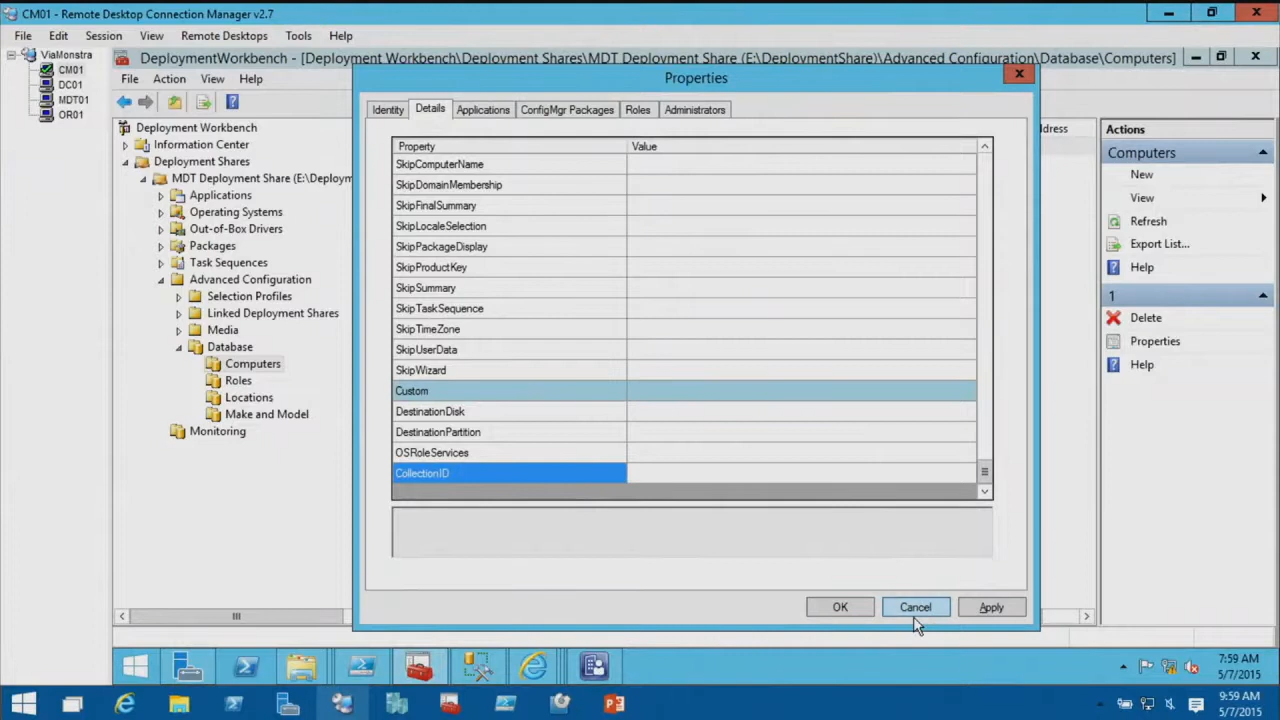 CM01 - Remote Desktop Connection Manager v2.7
File Edit Session View Remote Desktops Tools Help
ViaMonstra
CM01
DC01
MDT01
OR01
DeploymentWorkbench - [Deployment Workbench\Deployment Shares\MDT Deployment Share (E:\DeploymentShare)\Advanced Configuration\Database\Computers]
File Action View Help
Deployment Workbench
Information Center
Deployment Shares
MDT Deployment Share (E:\Deploym
Applications
Operating Systems
Out-of-Box Drivers
Packages
Task Sequences
Advanced Configuration
Selection Profiles
Linked Deployment Shares
Media
Database
Computers
Roles
Locations
Make and Model
Monitoring
Properties
Identity Details Applications ConfigMgr Packages Roles Administrators
Property Value
SkipComputerName
SkipDomainMembership
SkipFinalSummary
SkipLocaleSelection
SkipPackageDisplay
SkipProductKey
SkipSummary
SkipTaskSequence
SkipTimeZone
SkipUserData
SkipWizard
Custom
DestinationDisk
DestinationPartition
OSRoleServices
CollectionID
OK Cancel Apply
ddress
Actions
Computers
New
View
Refresh
Export List...
Help
1
Delete
Properties
Help
7:59 AM
5/7/2015
9:59 AM
5/7/2015